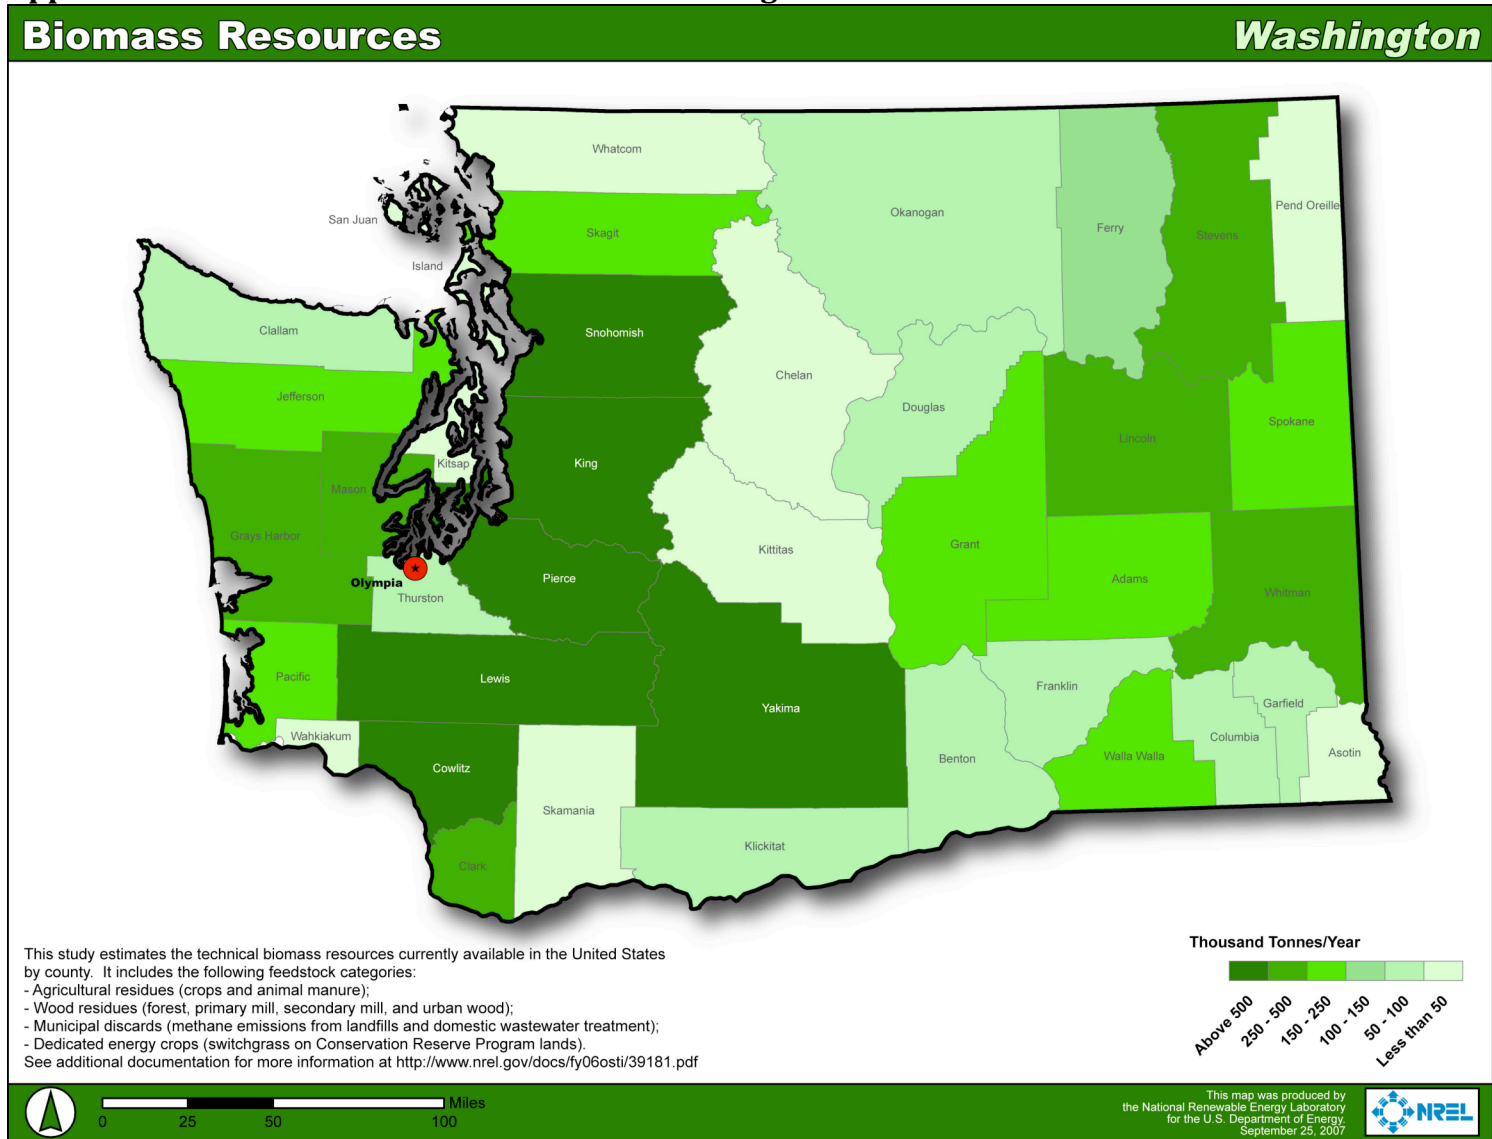 Biomass Resources
Washington
Whatcom
San Juan
Skagit
Okanogan
Ferry
Stevens
Pend Oreille
Island
Clallam
Snohomish
Chelan
Jefferson
Douglas
Spokane
Lincoln
King
Kitsap
Mason
Grays Harbor
Grant
Kittitas
Adams
Whitman
Pierce
Olympia
Thurston
Pacific
Lewis
Yakima
Franklin
Garfield
Columbia
Asotin
Walla Walla
Benton
Wahkiakum
Cowlitz
Skamania
Klickitat
Clark
This study estimates the technical biomass resources currently available in the United States
by county. It includes the following feedstock categories:
- Agricultural residues (crops and animal manure);
- Wood residues (forest, primary mill, secondary mill, and urban wood);
- Municipal discards (methane emissions from landfills and domestic wastewater treatment);
- Dedicated energy crops (switchgrass on Conservation Reserve Program lands).
See additional documentation for more information at http://www.nrel.gov/docs/fy06osti/39181.pdf
Thousand Tonnes/Year
Above 500
250 - 500
150 - 250
100 - 150
50 - 100
Less than 50
Miles
0 25 50 100
This map was produced by
the National Renewable Energy Laboratory
for the U.S. Department of Energy.
September 25, 2007
NREL